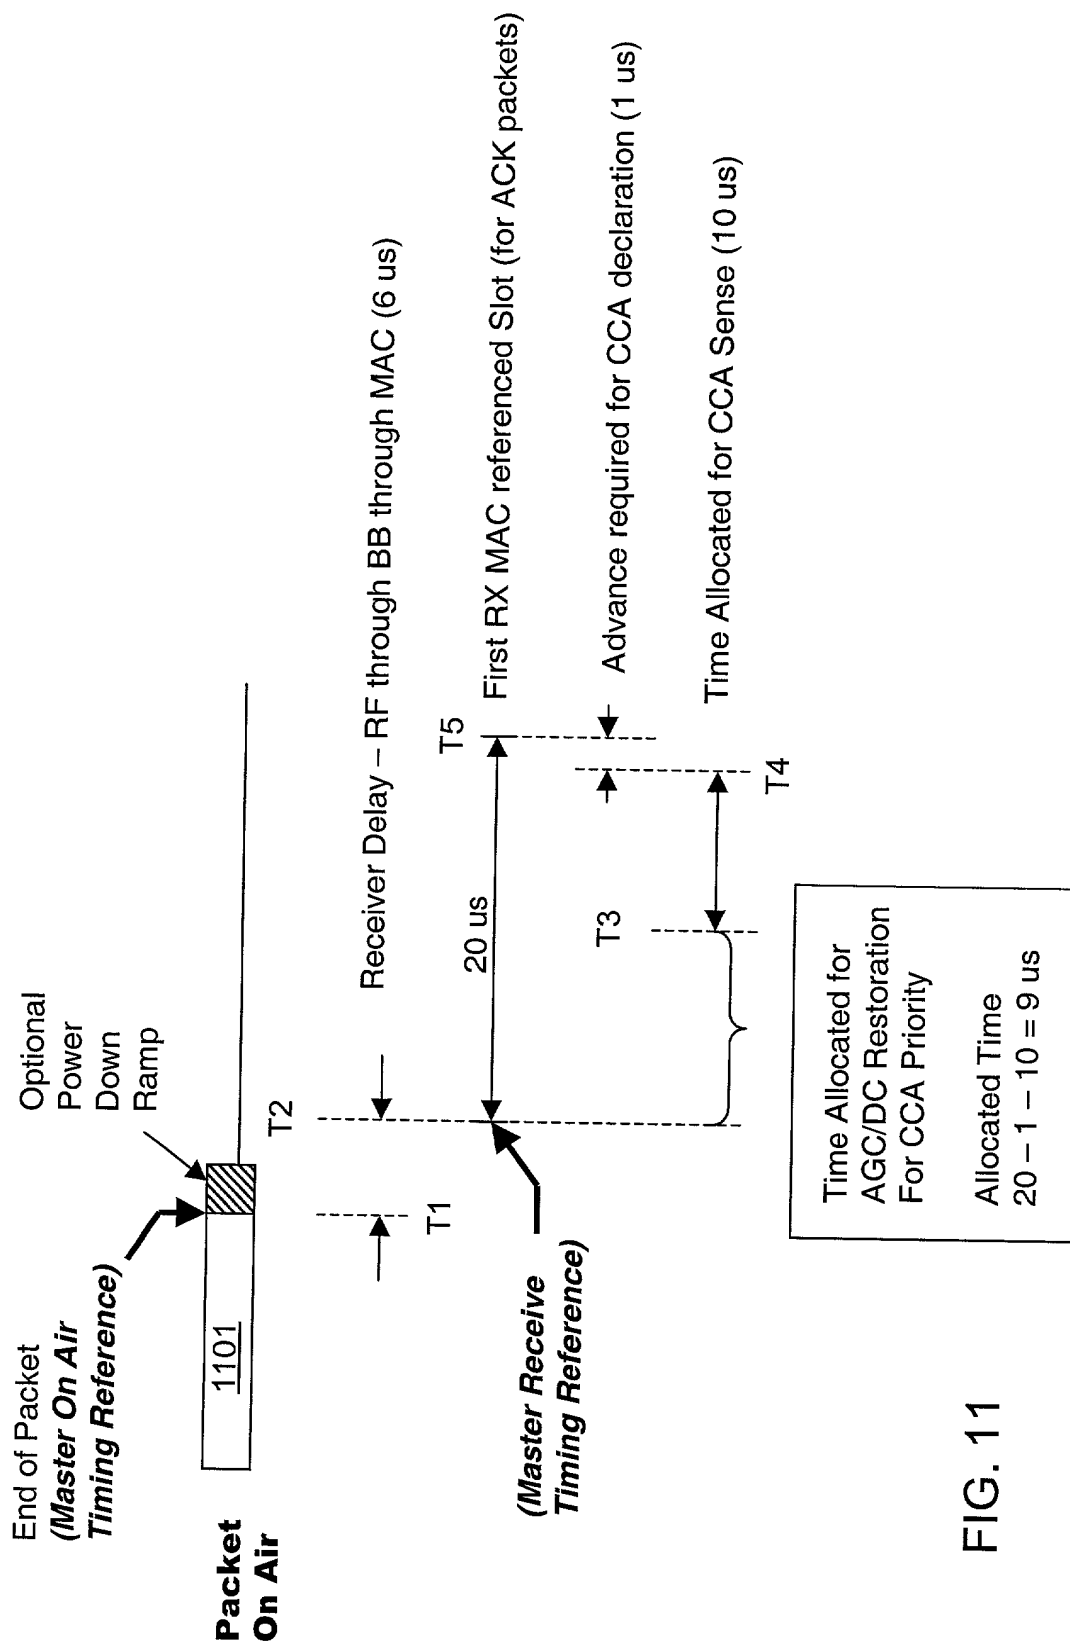 End of Packet
(Master On Air
Timing Reference)
Optional
Power
Down
Ramp
Packet
On Air
1101
T1
T2
Receiver Delay – RF through BB through MAC (6 us)
(Master Receive
Timing Reference)
20 us
T5
First RX MAC referenced Slot (for ACK packets)
Advance required for CCA declaration (1 us)
T3
T4
Time Allocated for CCA Sense (10 us)
Time Allocated for
AGC/DC Restoration
For CCA Priority
Allocated Time
20 – 1 – 10 = 9 us
FIG. 11